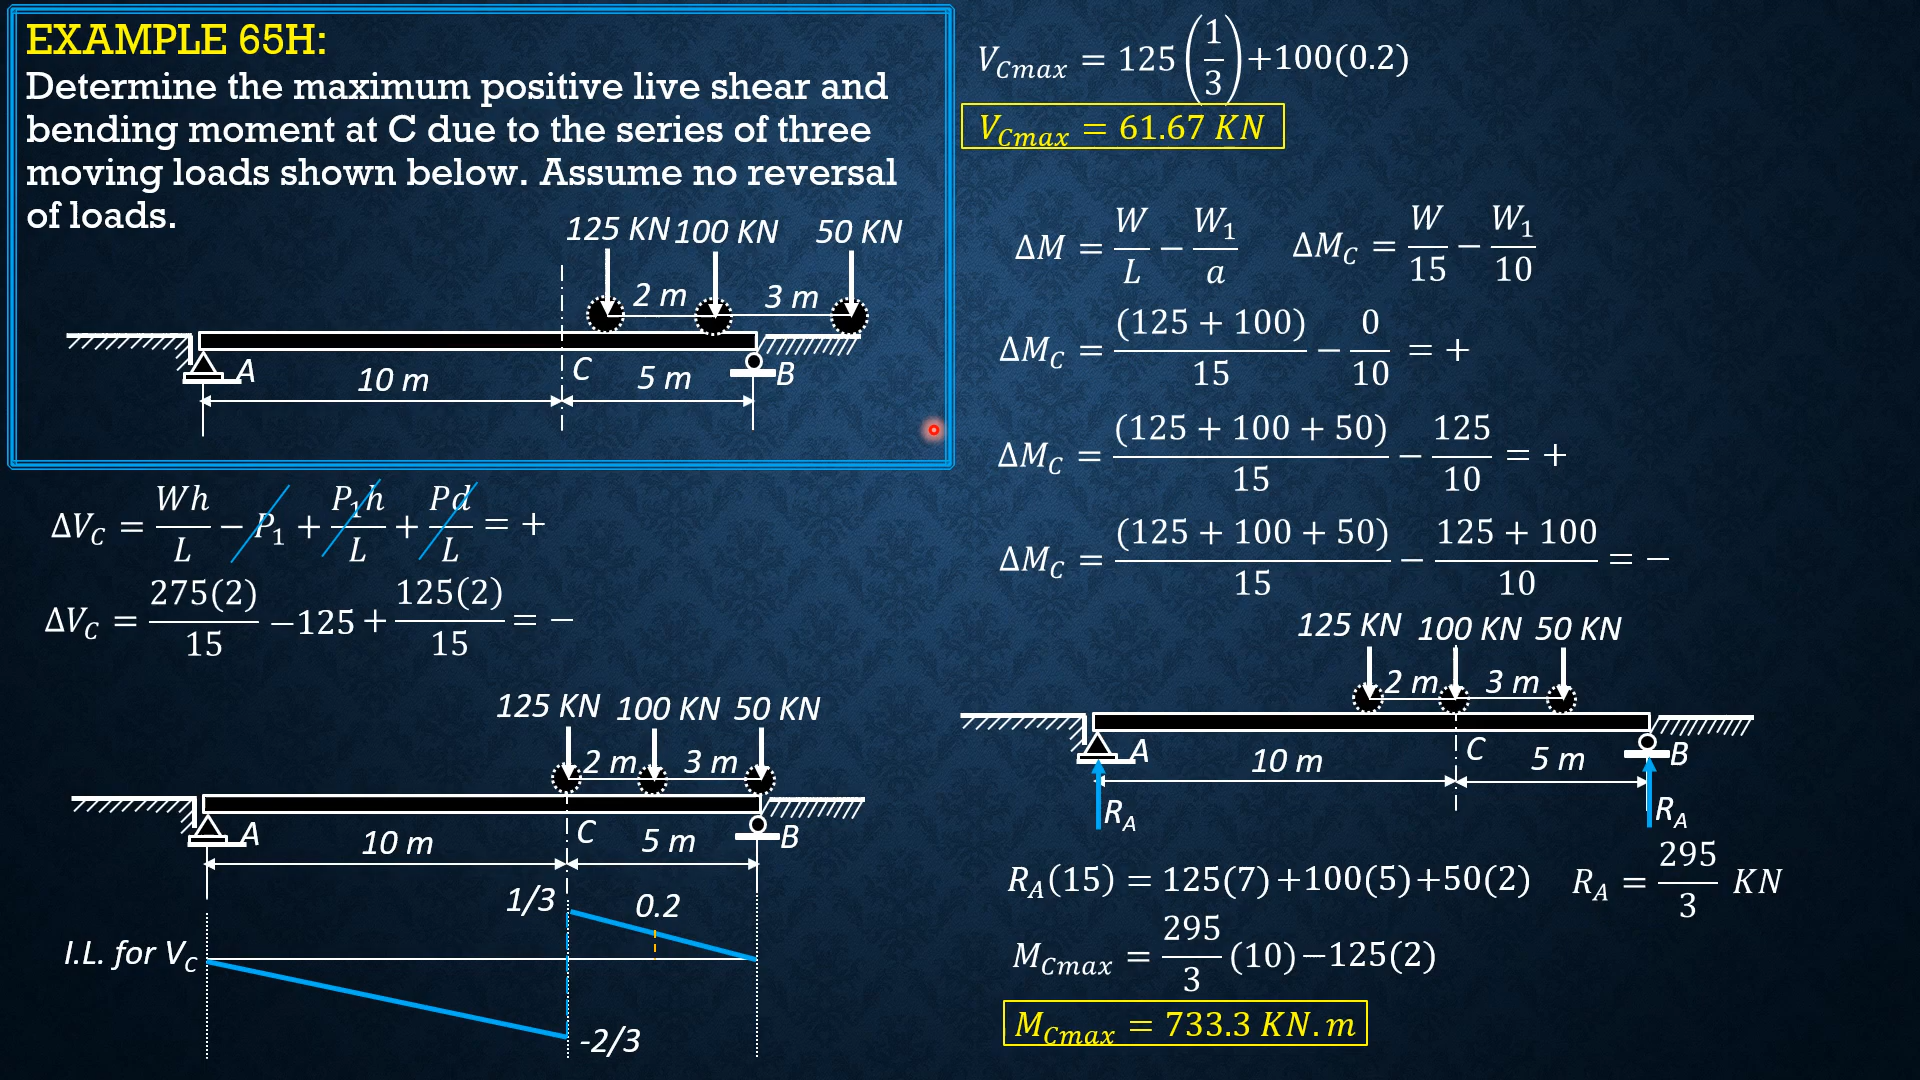 EXAMPLE 65H:
Determine the maximum positive live shear and
bending moment at C due to the series of three
moving loads shown below. Assume no reversal
of loads.
125 KN 100 KN 50 KN
2 m 3 m
A C B
10 m 5 m
ΔV_C = Wh/L − P₁ + P₁h/L + Pd/L = +
ΔV_C = 275(2)/15 −125 + 125(2)/15 = −
125 KN 100 KN 50 KN
2 m 3 m
A C B
10 m 5 m
1/3 0.2
I.L. for V_C
-2/3
V_Cmax = 125(1/3)+100(0.2)
V_Cmax = 61.67 KN
ΔM = W/L − W₁/a ΔM_C = W/15 − W₁/10
ΔM_C = (125 + 100)/15 − 0/10 = +
ΔM_C = (125 + 100 + 50)/15 − 125/10 = +
ΔM_C = (125 + 100 + 50)/15 − (125 + 100)/10 = −
125 KN 100 KN 50 KN
2 m 3 m
A C B
10 m 5 m
R_A R_A
R_A(15) = 125(7)+100(5)+50(2) R_A = 295/3 KN
M_Cmax = 295/3 (10)−125(2)
M_Cmax = 733.3 KN.m